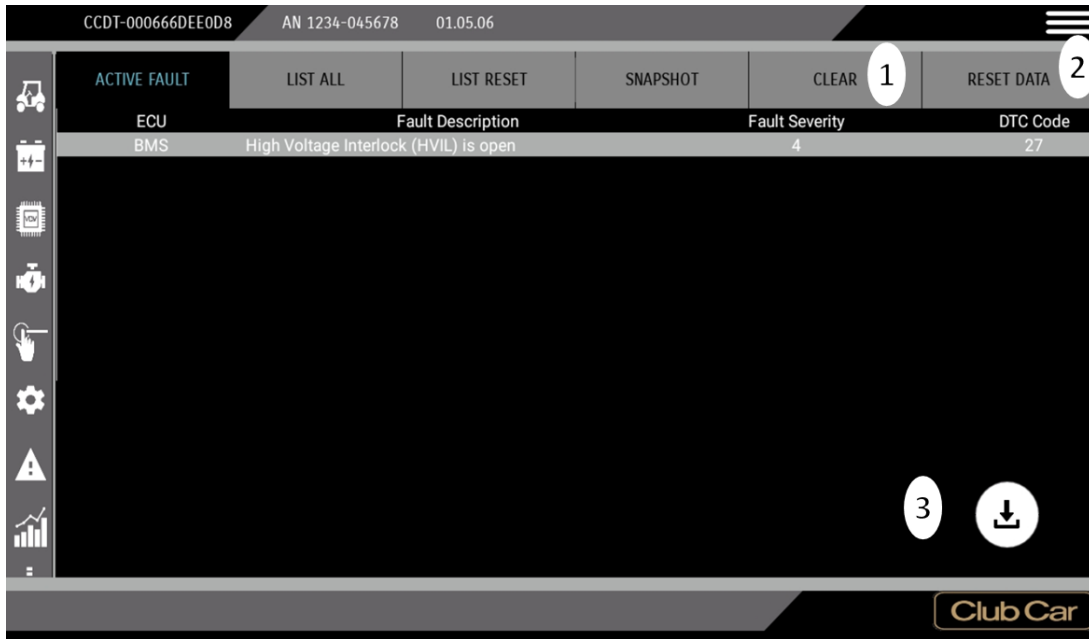 CCDT-000666DEE0D8 AN 1234-045678 01.05.06
ACTIVE FAULT LIST ALL LIST RESET SNAPSHOT CLEAR 1 RESET DATA 2
ECU Fault Description Fault Severity DTC Code
BMS High Voltage Interlock (HVIL) is open 4 27
VCV
3
Club Car